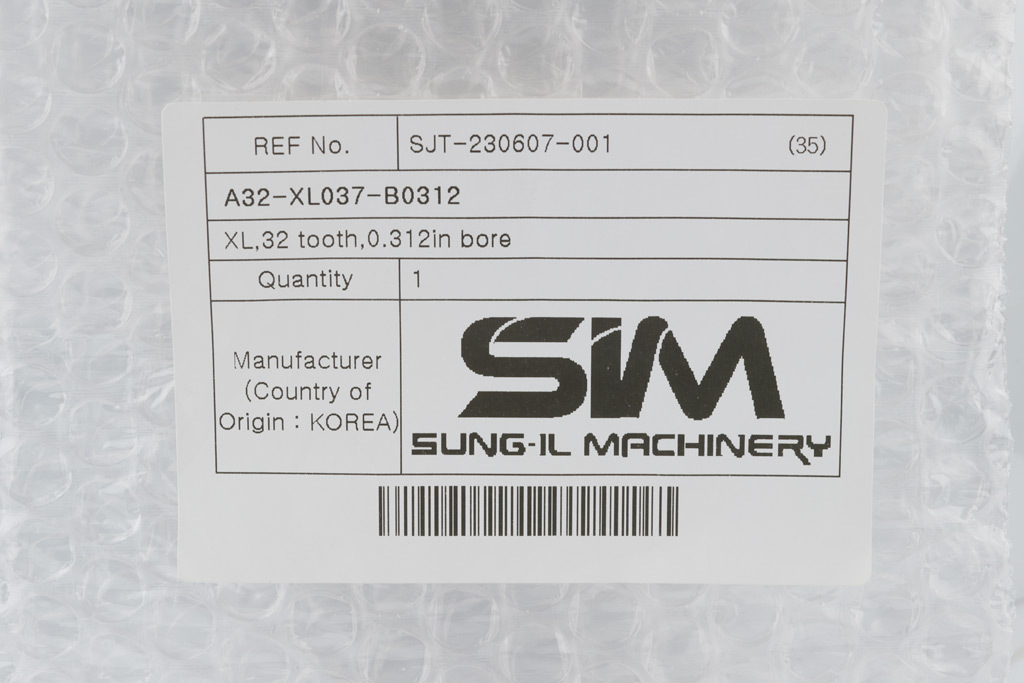 REF No. SJT-230607-001 (35)
A32-XL037-B0312
XL,32 tooth,0.312in bore
Quantity 1
Manufacturer
(Country of
Origin : KOREA)
SIM
SUNG-IL MACHINERY